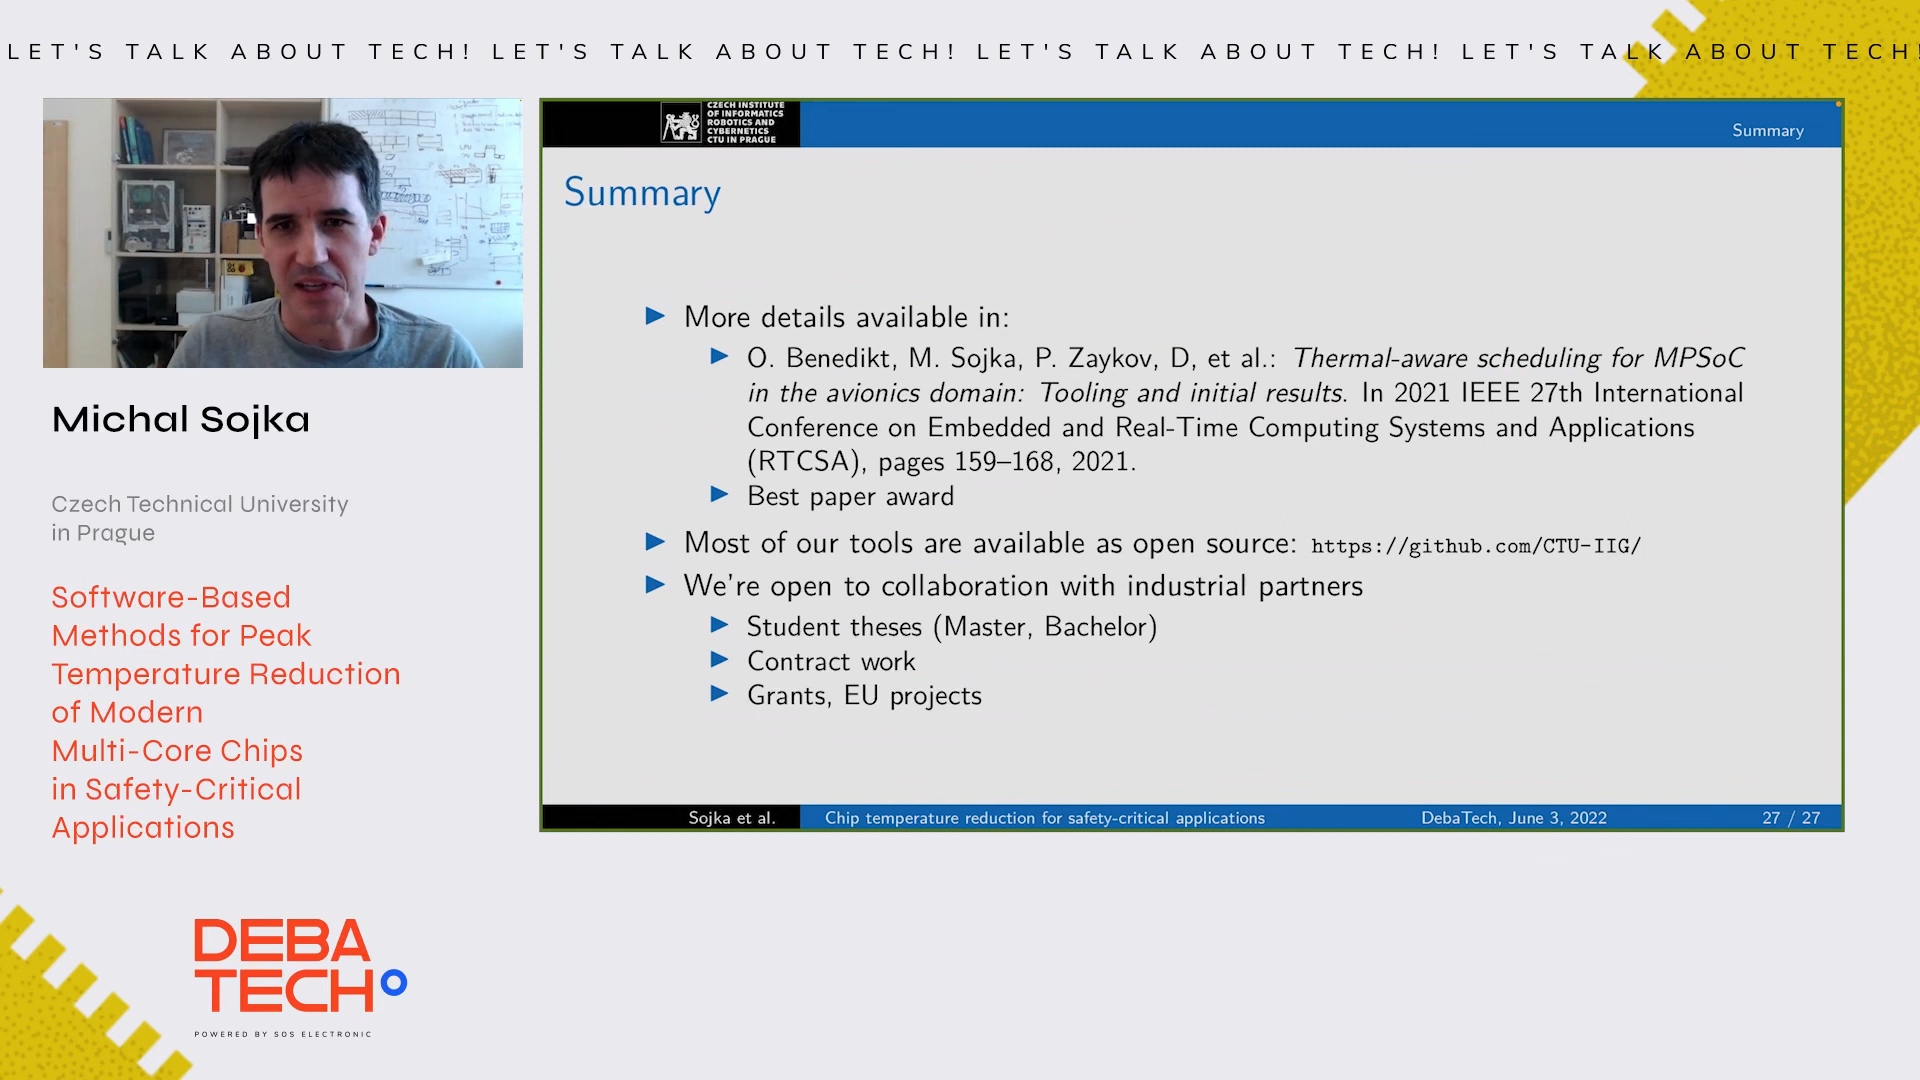 LET'S TALK ABOUT TECH! LET'S TALK ABOUT TECH! LET'S TALK ABOUT TECH! LET'S TALK ABOUT TECH!
CZECH INSTITUTE
OF INFORMATICS
ROBOTICS AND
CYBERNETICS
CTU IN PRAGUE
Summary
Summary
▶ More details available in:
▶ O. Benedikt, M. Sojka, P. Zaykov, D, et al.: Thermal-aware scheduling for MPSoC
in the avionics domain: Tooling and initial results. In 2021 IEEE 27th International
Conference on Embedded and Real-Time Computing Systems and Applications
(RTCSA), pages 159–168, 2021.
▶ Best paper award
▶ Most of our tools are available as open source: https://github.com/CTU-IIG/
▶ We're open to collaboration with industrial partners
▶ Student theses (Master, Bachelor)
▶ Contract work
▶ Grants, EU projects
Sojka et al. Chip temperature reduction for safety-critical applications DebaTech, June 3, 2022 27 / 27
Michal Sojka
Czech Technical University
in Prague
Software-Based
Methods for Peak
Temperature Reduction
of Modern
Multi-Core Chips
in Safety-Critical
Applications
DEBA
TECH
POWERED BY SOS ELECTRONIC